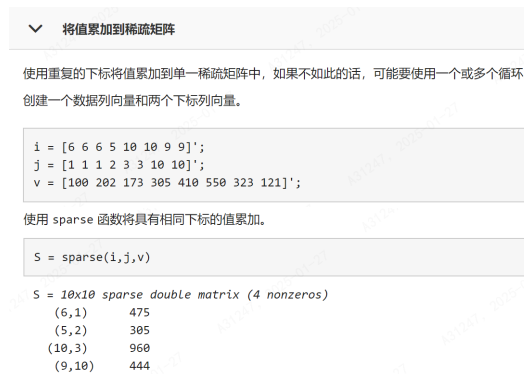 将值累加到稀疏矩阵
使用重复的下标将值累加到单一稀疏矩阵中，如果不如此的话，可能要使用一个或多个循环
创建一个数据列向量和两个下标列向量。
i = [6 6 6 5 10 10 9 9]';
j = [1 1 1 2 3 3 10 10]';
v = [100 202 173 305 410 550 323 121]';
使用 sparse 函数将具有相同下标的值累加。
S = sparse(i,j,v)
S = 10x10 sparse double matrix (4 nonzeros)
(6,1) 475
(5,2) 305
(10,3) 960
(9,10) 444